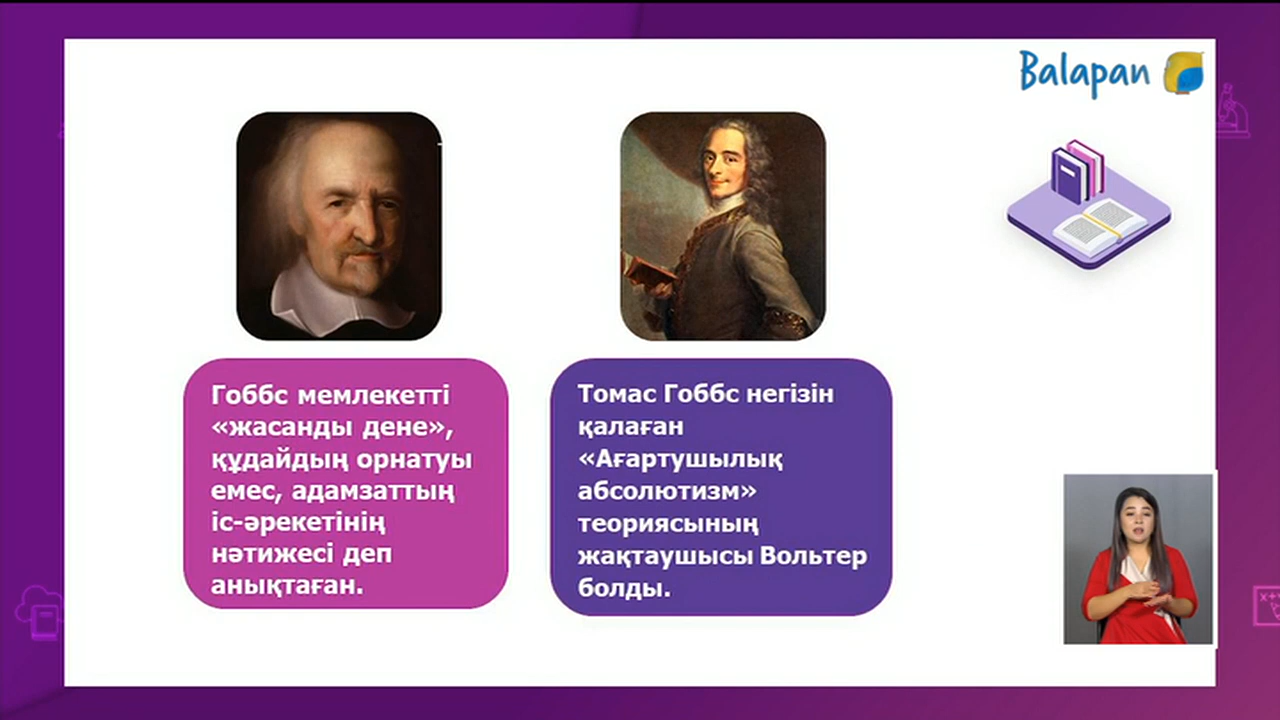 Balapan
Гоббс мемлекетті
«жасанды дене»,
құдайдың орнатуы
емес, адамзаттың
іс-әрекетінің
нәтижесі деп
анықтаған.
Томас Гоббс негізін
қалаған
«Ағартушылық
абсолютизм»
теориясының
жақтаушысы Вольтер
болды.